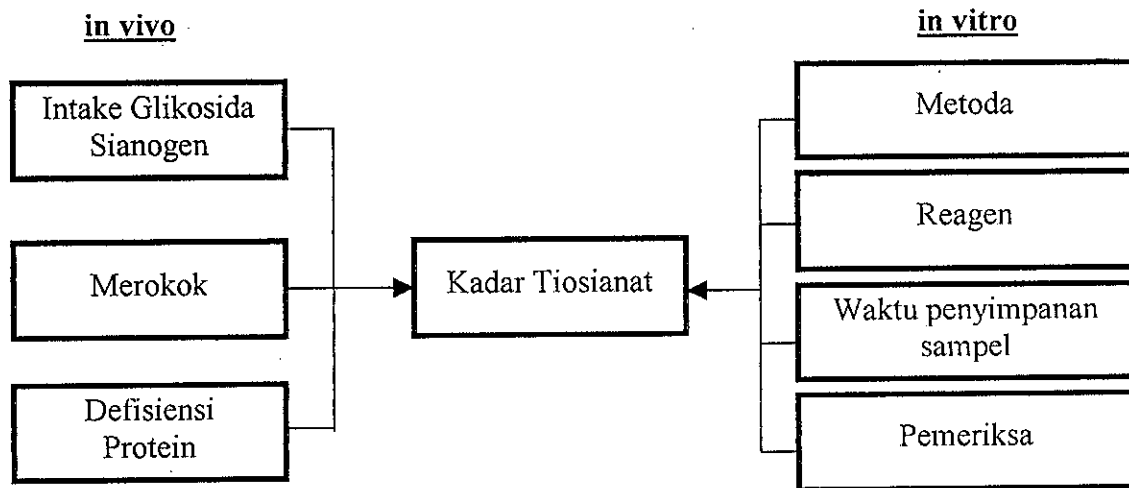 in vivo
Intake Glikosida
Sianogen
Merokok
Defisiensi
Protein
Kadar Tiosianat
in vitro
Metoda
Reagen
Waktu penyimpanan
sampel
Pemeriksa